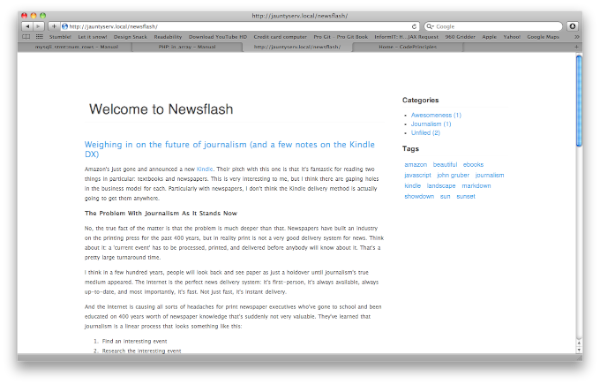 http://jauntyserv.local/newsflash/
http://jauntyserv.local/newsflash/
Google
Stumble! Let it snow! Design Snack Readability Download YouTube HD Credit card computer Pro Git Pro Git Book InformIT: JAX Request 960 Gridder Apple Yahoo! Google Maps
Manual PHP: is_array - Manual http://jauntyserv.local/newsflash/ Home - CodePrinciples
Welcome to Newsflash
Weighing in on the future of journalism (and a few notes on the Kindle
DX)
Amazon's just gone and announced a new Kindle. Their pitch with this one is that it's fantastic for reading two
things in particular: textbooks and newspapers. This is very interesting to me, but I think there are gaping holes
in the business model for each. Particularly with newspapers, I don't think the Kindle delivery method is actually
going to get them anywhere.
The Problem With Journalism As It Stands Now
No, the true fact of the matter is that the problem is much deeper than that. Newspapers have built an industry
on the printing press for the past 400 years, but in reality print is not a very good delivery system for news. Think
about it: a 'current event' has to be processed, printed, and delivered before anybody will know about it. That's a
pretty large turnaround time.
I think in a few hundred years, people will look back and see paper as just a holdover until journalism's true
medium appeared. The Internet is the perfect news delivery system: it's first-person, it's always available, always
up-to-date, and most importantly, it's fast. Not just fast, it's instant delivery.
And the Internet is causing all sorts of headaches for print newspaper executives who've gone to school and been
educated on 400 years worth of newspaper knowledge that's suddenly not very valuable. They've learned that
journalism is a linear process that looks something like this:
1. Find an interesting event
2. Research the interesting event
Categories
Awesomeness (1)
Journalism (1)
Unfiled (2)
Tags
amazon beautiful ebooks
javascript john gruber journalism
kindle landscape markdown
showdown sun sunset